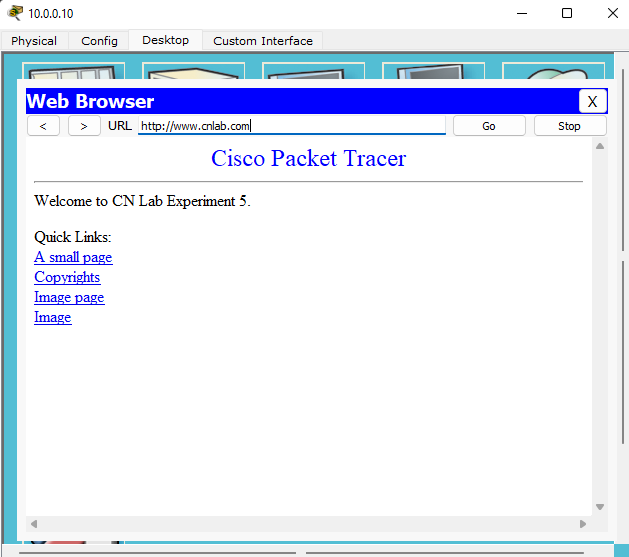 10.0.0.10
Physical Config Desktop Custom Interface
Web Browser X
< > URL http://www.cnlab.com Go Stop
Cisco Packet Tracer
Welcome to CN Lab Experiment 5.
Quick Links:
A small page
Copyrights
Image page
Image